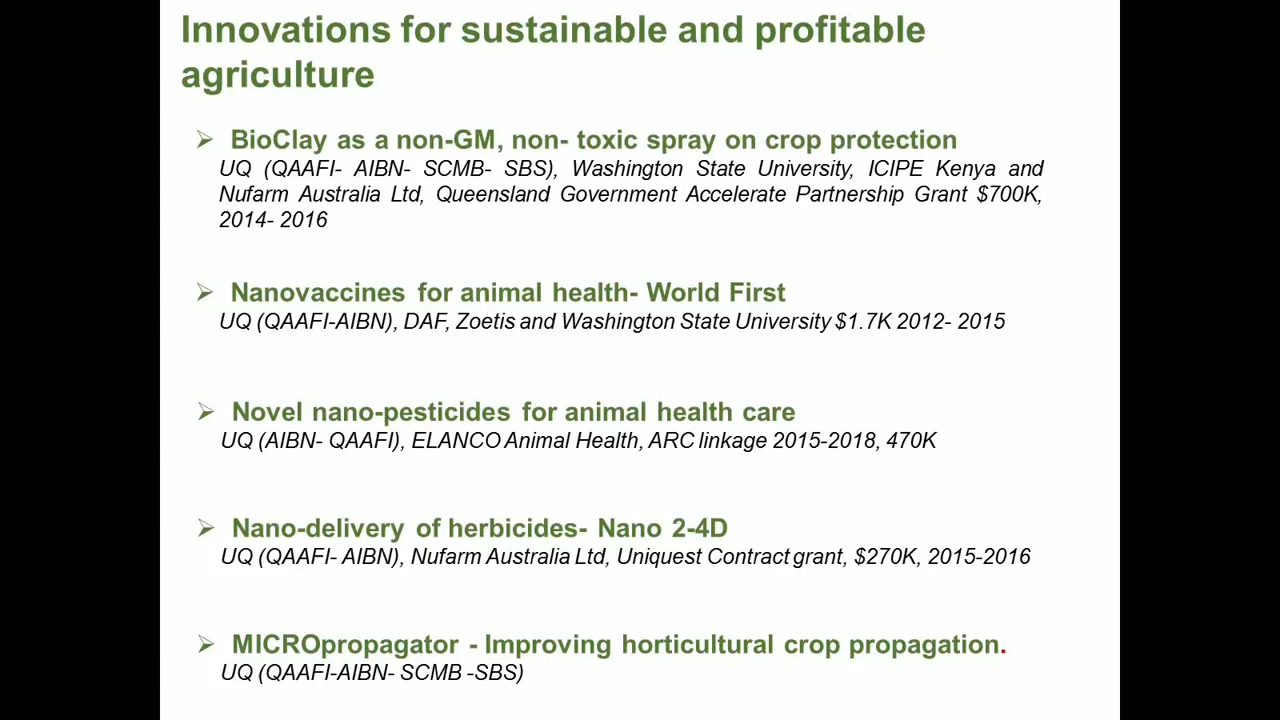 Innovations for sustainable and profitable
agriculture
BioClay as a non-GM, non- toxic spray on crop protection
UQ (QAAFI- AIBN- SCMB- SBS), Washington State University, ICIPE Kenya and
Nufarm Australia Ltd, Queensland Government Accelerate Partnership Grant $700K,
2014- 2016
Nanovaccines for animal health- World First
UQ (QAAFI-AIBN), DAF, Zoetis and Washington State University $1.7K 2012- 2015
Novel nano-pesticides for animal health care
UQ (AIBN- QAAFI), ELANCO Animal Health, ARC linkage 2015-2018, 470K
Nano-delivery of herbicides- Nano 2-4D
UQ (QAAFI- AIBN), Nufarm Australia Ltd, Uniquest Contract grant, $270K, 2015-2016
MICROpropagator - Improving horticultural crop propagation.
UQ (QAAFI-AIBN- SCMB -SBS)